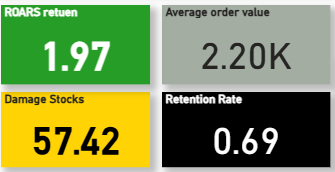 ROARS retuen
1.97
Average order value
2.20K
Damage Stocks
57.42
Retention Rate
0.69